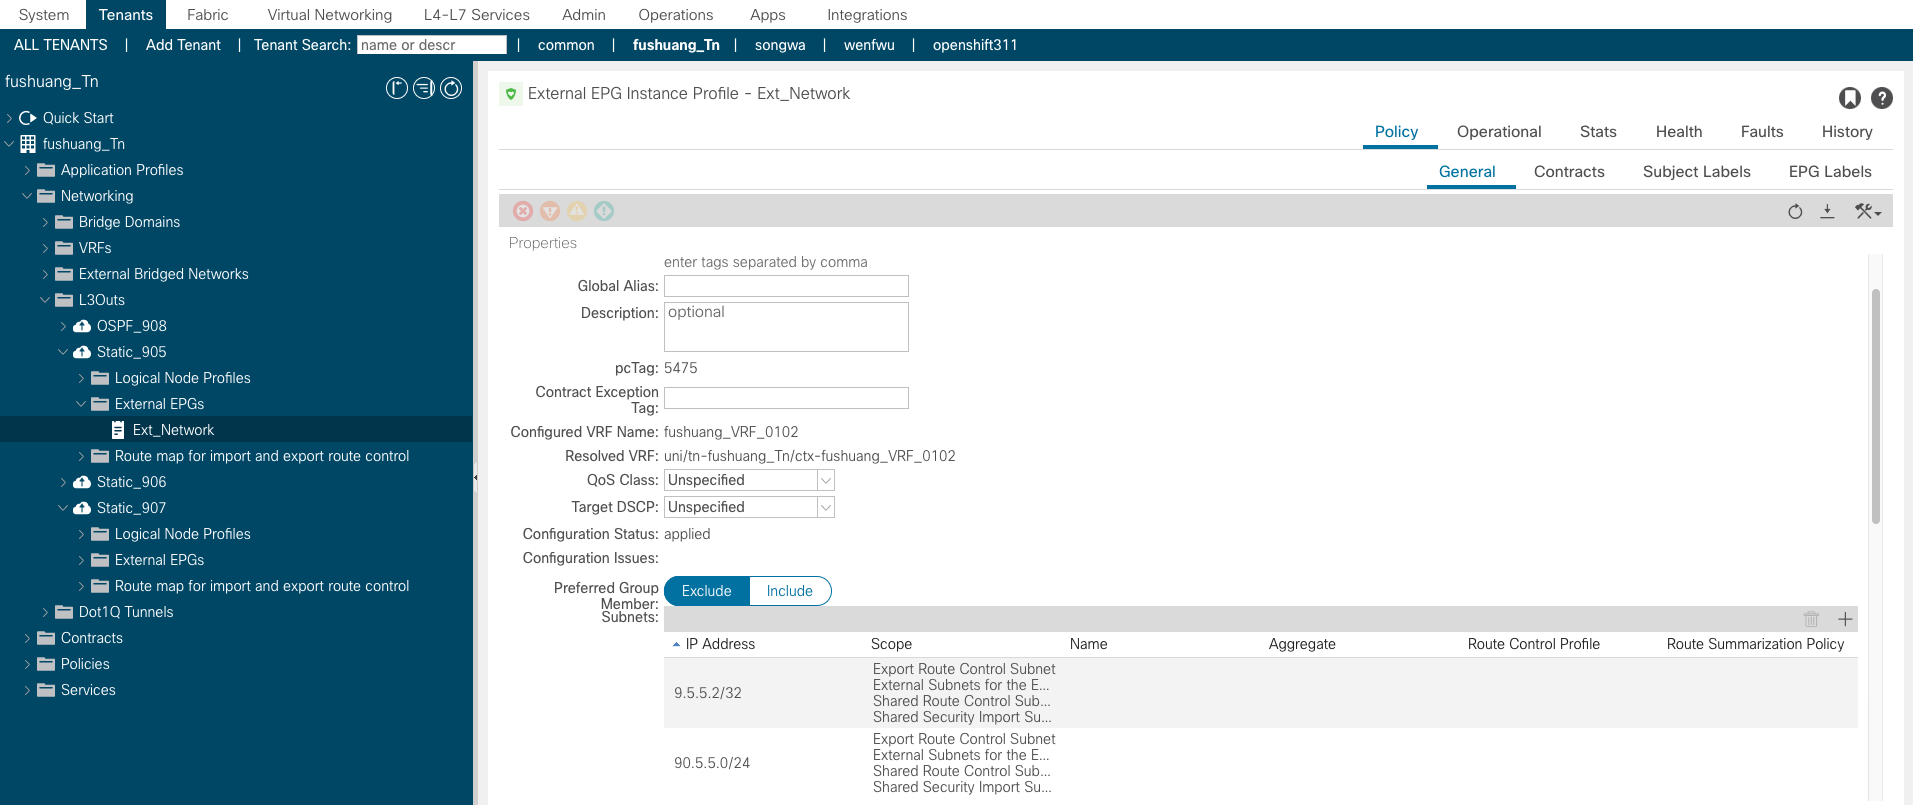 System Tenants Fabric Virtual Networking L4-L7 Services Admin Operations Apps Integrations
ALL TENANTS | Add Tenant | Tenant Search: name or descr | common | fushuang_Tn | songwa | wenfwu | openshift311
fushuang_Tn
Quick Start
fushuang_Tn
Application Profiles
Networking
Bridge Domains
VRFs
External Bridged Networks
L3Outs
OSPF_908
Static_905
Logical Node Profiles
External EPGs
Ext_Network
Route map for import and export route control
Static_906
Static_907
Logical Node Profiles
External EPGs
Route map for import and export route control
Dot1Q Tunnels
Contracts
Policies
Services
External EPG Instance Profile - Ext_Network
Policy Operational Stats Health Faults History
General Contracts Subject Labels EPG Labels
Properties
enter tags separated by comma
Global Alias:
Description: optional
pcTag: 5475
Contract Exception
Tag:
Configured VRF Name: fushuang_VRF_0102
Resolved VRF: uni/tn-fushuang_Tn/ctx-fushuang_VRF_0102
QoS Class: Unspecified
Target DSCP: Unspecified
Configuration Status: applied
Configuration Issues:
Preferred Group
Member: Exclude Include
Subnets:
IP Address Scope Name Aggregate Route Control Profile Route Summarization Policy
9.5.5.2/32
Export Route Control Subnet
External Subnets for the E...
Shared Route Control Sub...
Shared Security Import Su...
90.5.5.0/24
Export Route Control Subnet
External Subnets for the E...
Shared Route Control Sub...
Shared Security Import Su...